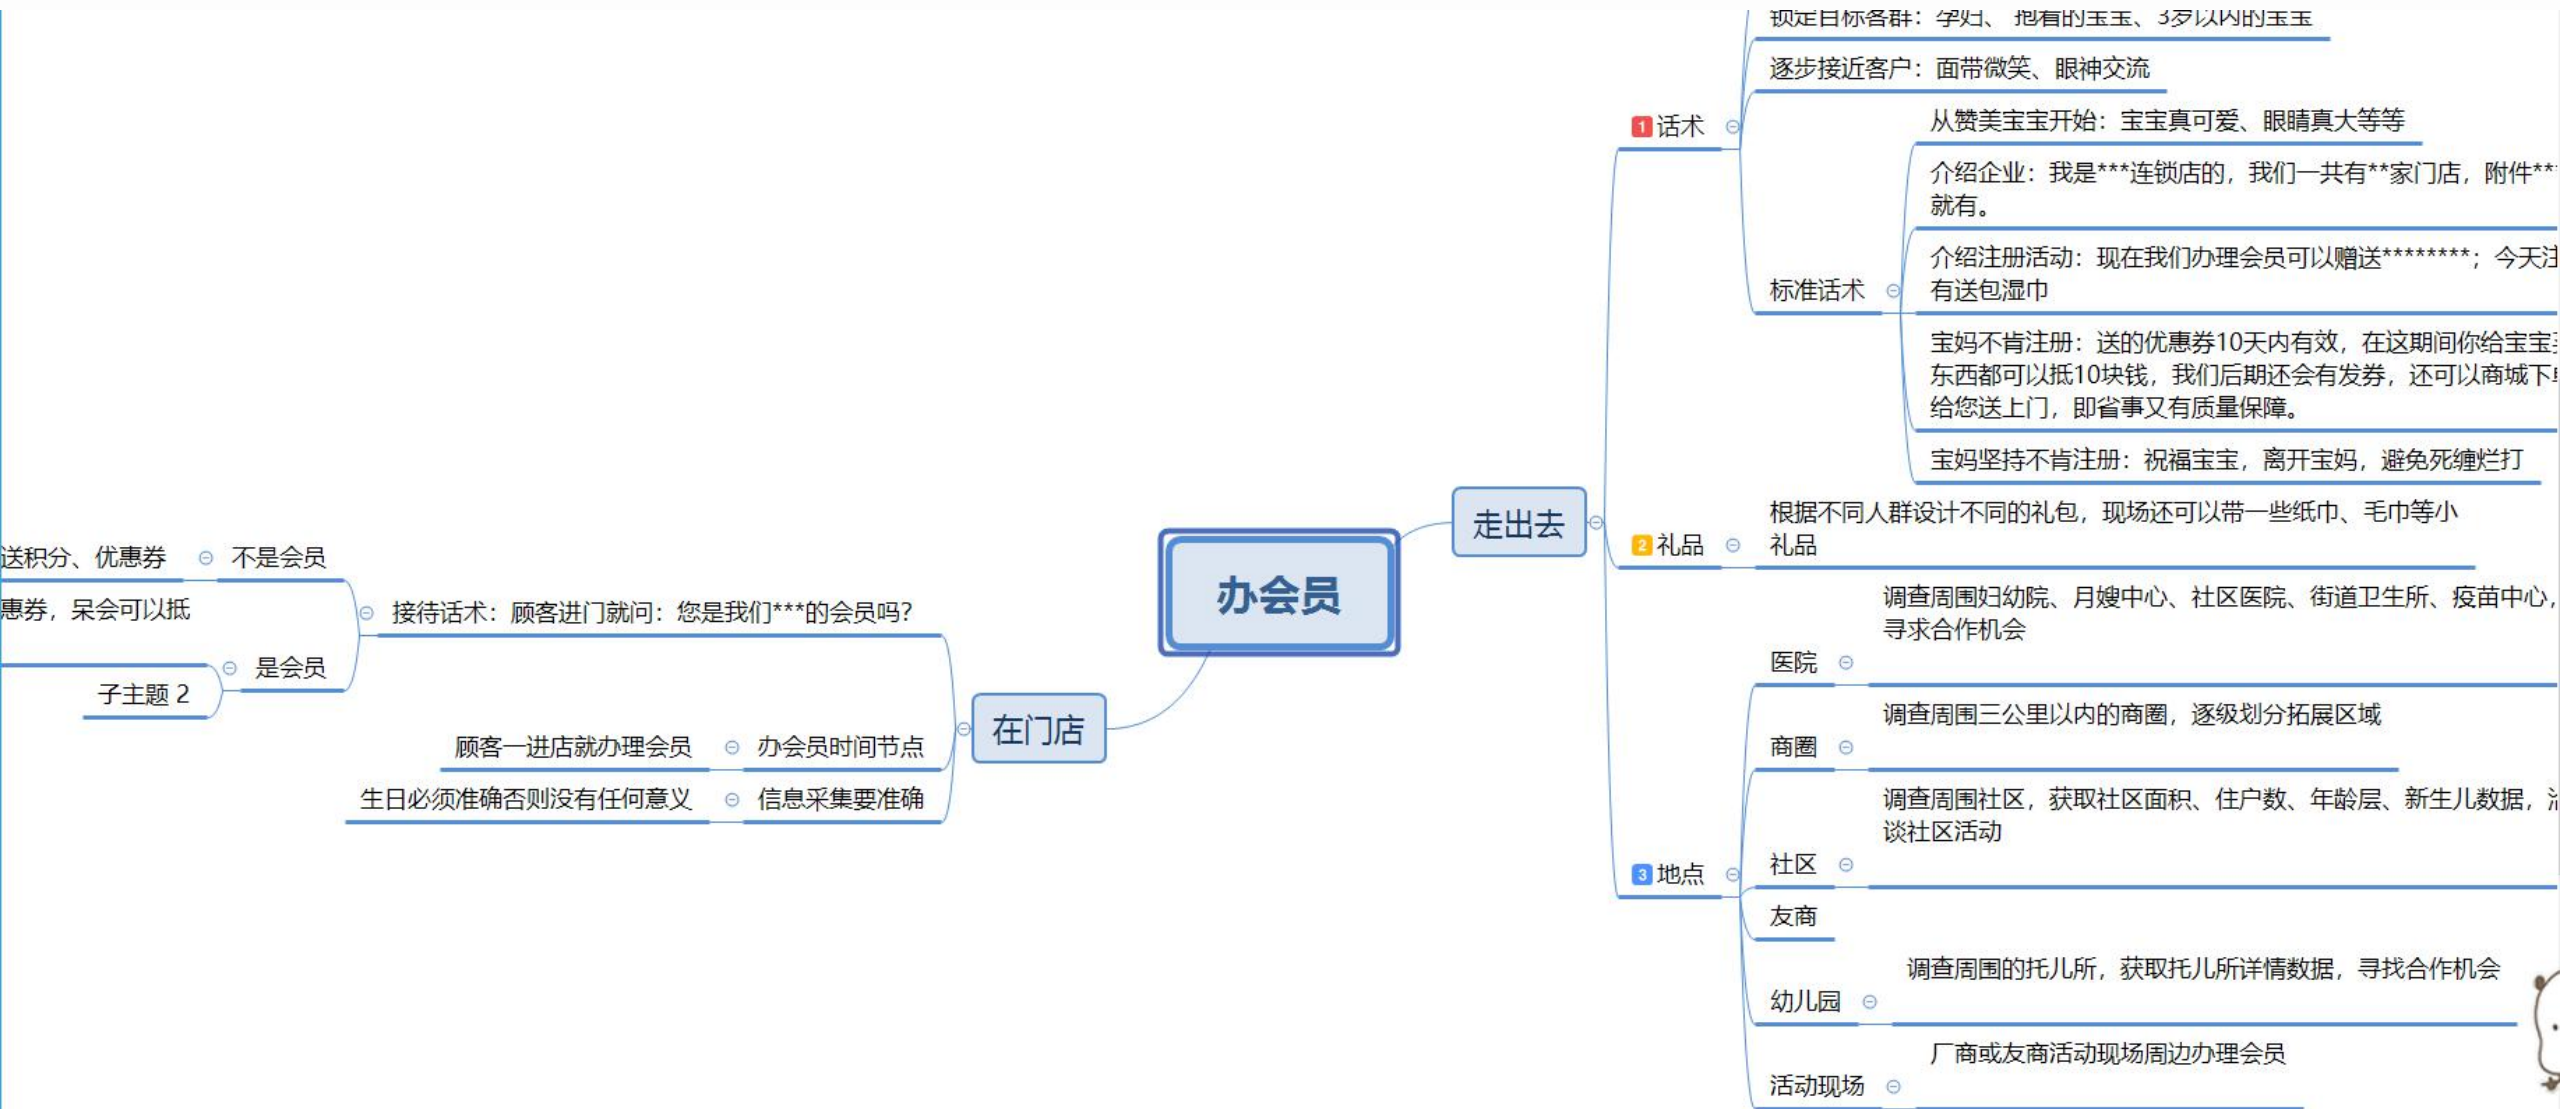 办会员
走出去
1 话术
锁定目标客群：孕妇、 抱着的宝宝、3岁以内的宝宝
逐步接近客户：面带微笑、眼神交流
标准话术
从赞美宝宝开始：宝宝真可爱、眼睛真大等等
介绍企业：我是***连锁店的，我们一共有**家门店，附件**
就有。
介绍注册活动：现在我们办理会员可以赠送********；今天注
有送包湿巾
宝妈不肯注册：送的优惠券10天内有效，在这期间你给宝宝
东西都可以抵10块钱，我们后期还会有发券，还可以商城下
给您送上门，即省事又有质量保障。
宝妈坚持不肯注册：祝福宝宝，离开宝妈，避免死缠烂打
2 礼品
根据不同人群设计不同的礼包，现场还可以带一些纸巾、毛巾等小
礼品
3 地点
医院
调查周围妇幼院、月嫂中心、社区医院、街道卫生所、疫苗中心，
寻求合作机会
商圈
调查周围三公里以内的商圈，逐级划分拓展区域
社区
调查周围社区，获取社区面积、住户数、年龄层、新生儿数据，
谈社区活动
友商
幼儿园
调查周围的托儿所，获取托儿所详情数据，寻找合作机会
活动现场
厂商或友商活动现场周边办理会员
在门店
接待话术：顾客进门就问：您是我们***的会员吗？
不是会员
送积分、优惠券
是会员
惠券，呆会可以抵
子主题 2
办会员时间节点
顾客一进店就办理会员
信息采集要准确
生日必须准确否则没有任何意义